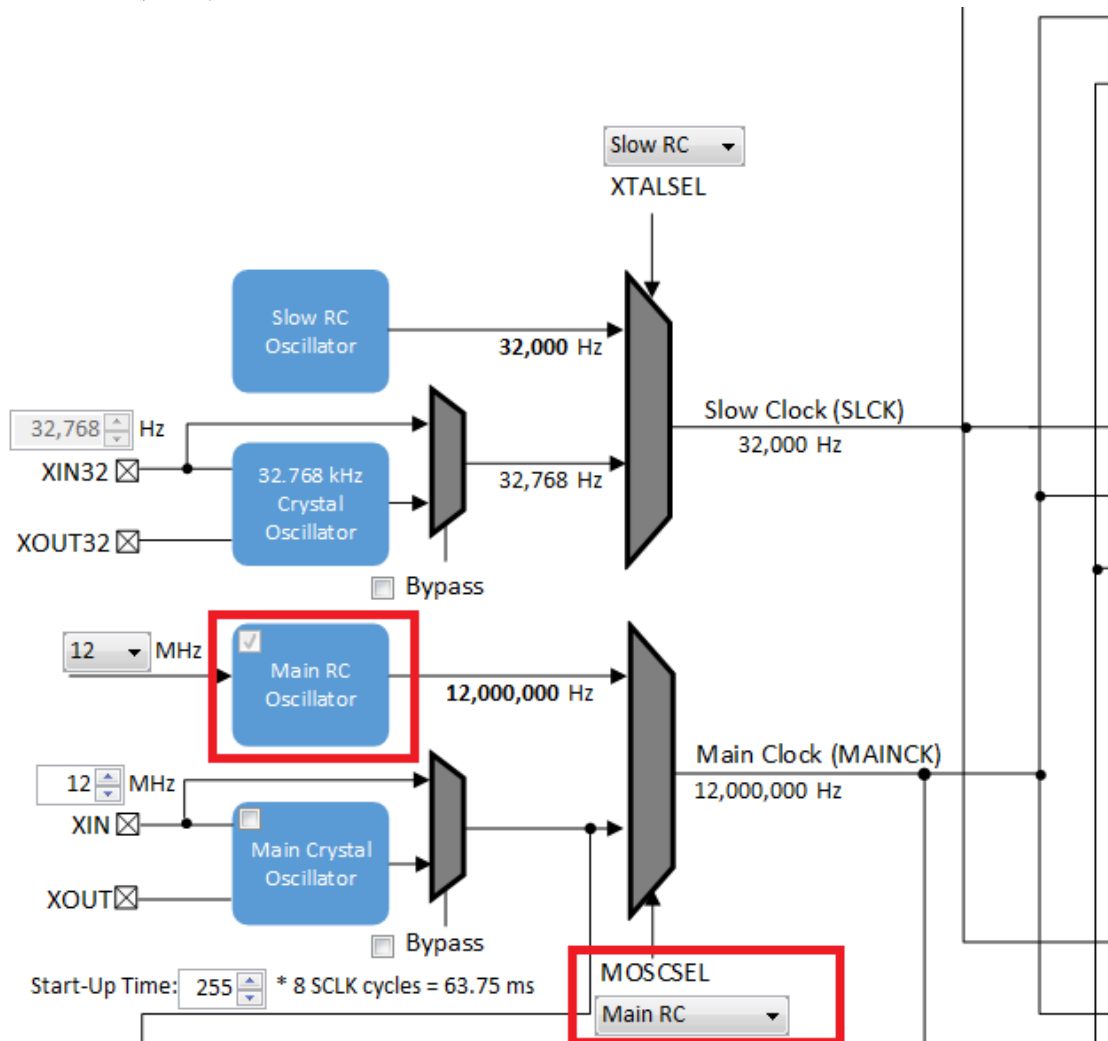 Slow RC
XTALSEL
Slow RC
Oscillator
32,000 Hz
Slow Clock (SLCK)
32,000 Hz
32,768 Hz
XIN32
32.768 kHz
Crystal
Oscillator
32,768 Hz
XOUT32
Bypass
12 MHz
Main RC
Oscillator
12,000,000 Hz
Main Clock (MAINCK)
12,000,000 Hz
12 MHz
XIN
Main Crystal
Oscillator
XOUT
Bypass
Start-Up Time: 255 * 8 SCLK cycles = 63.75 ms
MOSCSEL
Main RC